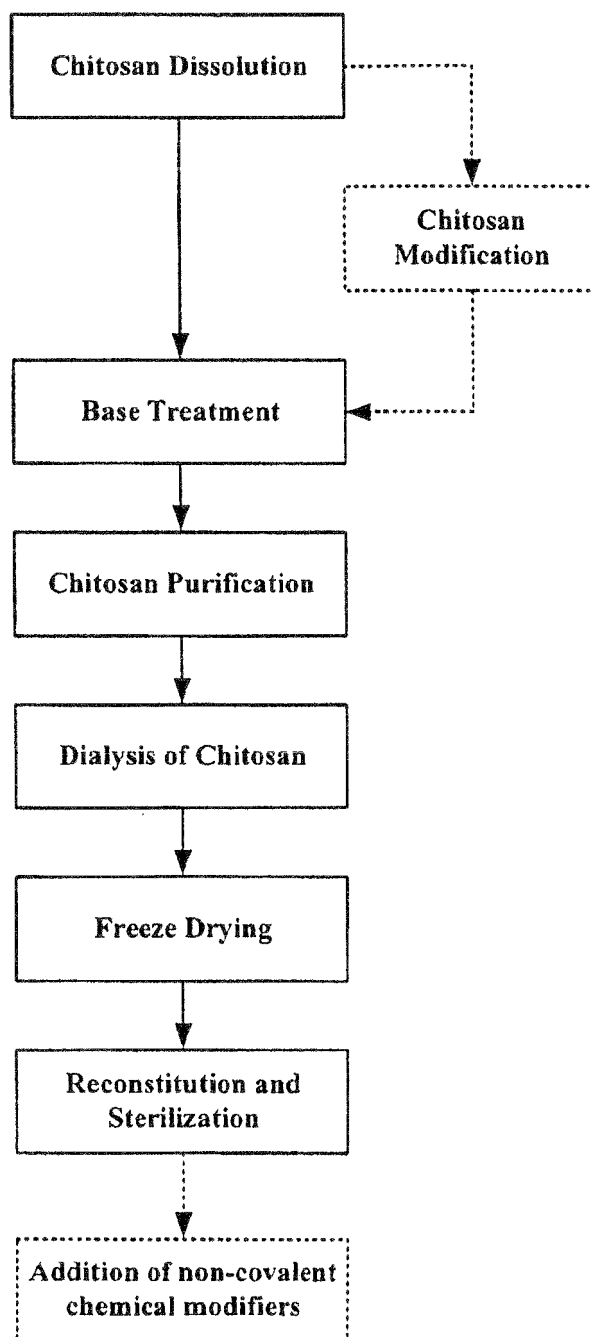 Chitosan Dissolution
Chitosan
Modification
Base Treatment
Chitosan Purification
Dialysis of Chitosan
Freeze Drying
Reconstitution and
Sterilization
Addition of non-covalent
chemical modifiers